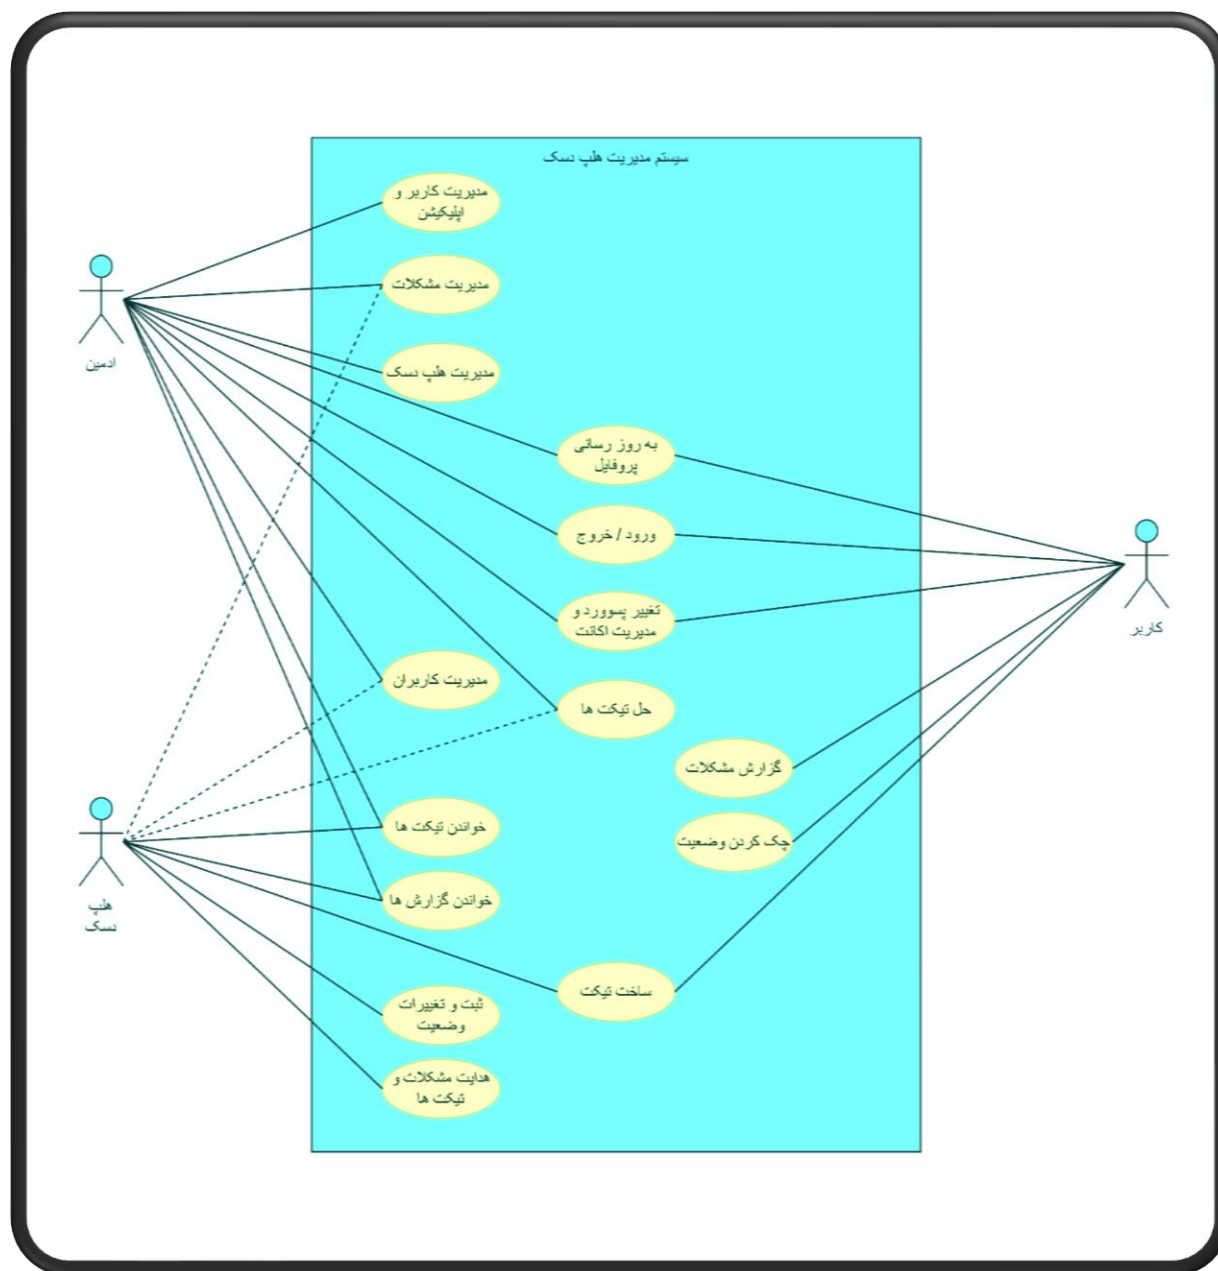 سیستم مدیریت هلپ دسک
مدیریت کاربر و
اپلیکیشن
مدیریت مشکلات
ادمین
مدیریت هلپ دسک
به روز رسانی
پروفایل
ورود / خروج
تغییر پسوورد و
مدیریت اکانت
کاربر
مدیریت کاربران
حل تیکت ها
گزارش مشکلات
خواندن تیکت ها
چک کردن وضعیت
خواندن گزارش ها
هلپ
دسک
ساخت تیکت
ثبت و تغییرات
وضعیت
هدایت مشکلات و
تیکت ها